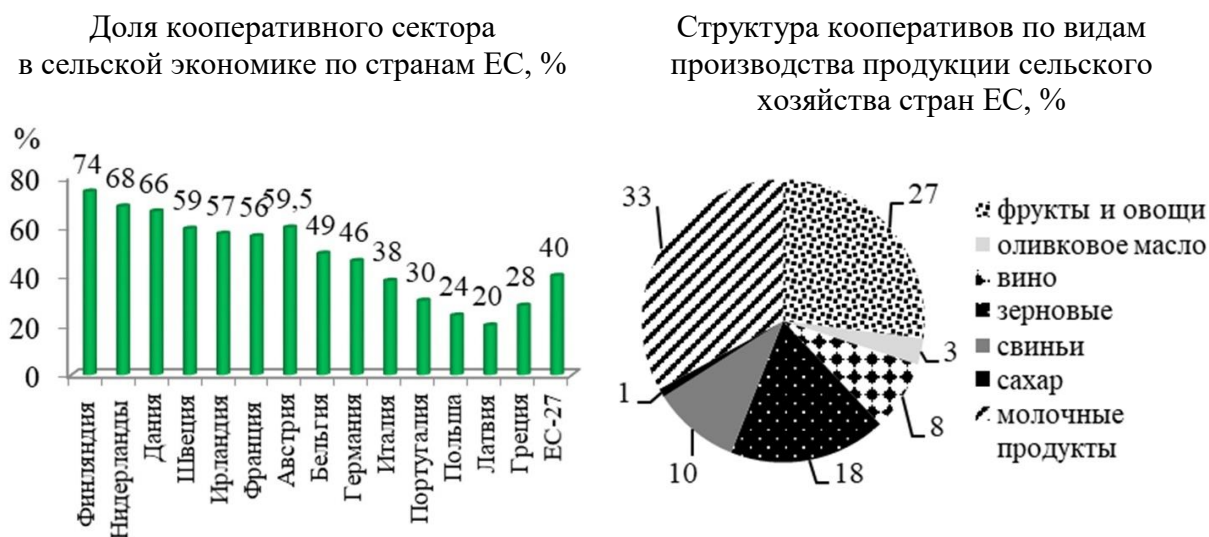 Доля кооперативного сектора
в сельской экономике по странам ЕС, %
%
80
60
40
20
0
74
68
66
59
57
56
59,5
49
46
38
30
24
20
28
40
Финляндия
Нидерланды
Дания
Швеция
Ирландия
Франция
Австрия
Бельгия
Германия
Италия
Португалия
Польша
Латвия
Греция
ЕС-27
Структура кооперативов по видам
производства продукции сельского
хозяйства стран ЕС, %
33
27
3
8
18
10
1
фрукты и овощи
оливковое масло
вино
зерновые
свиньи
сахар
молочные
продукты